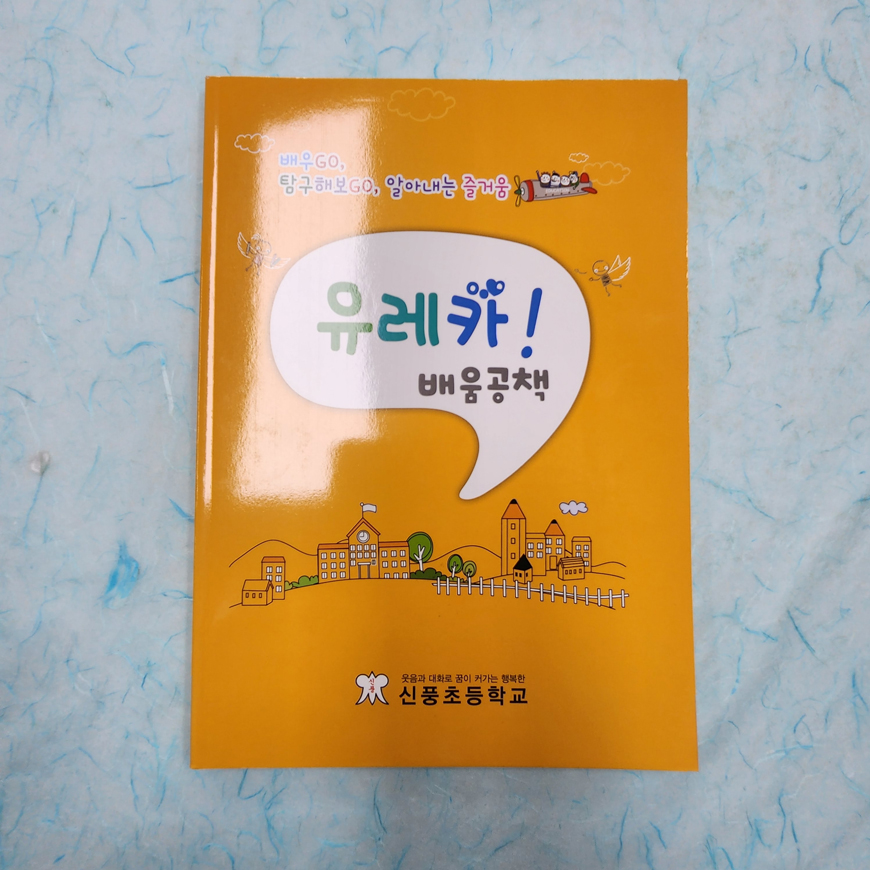 배우GO,
탐구해보GO, 알아내는 즐거움
유레카!
배움공책
웃음과 대화로 꿈이 커가는 행복한
신풍
신풍초등학교